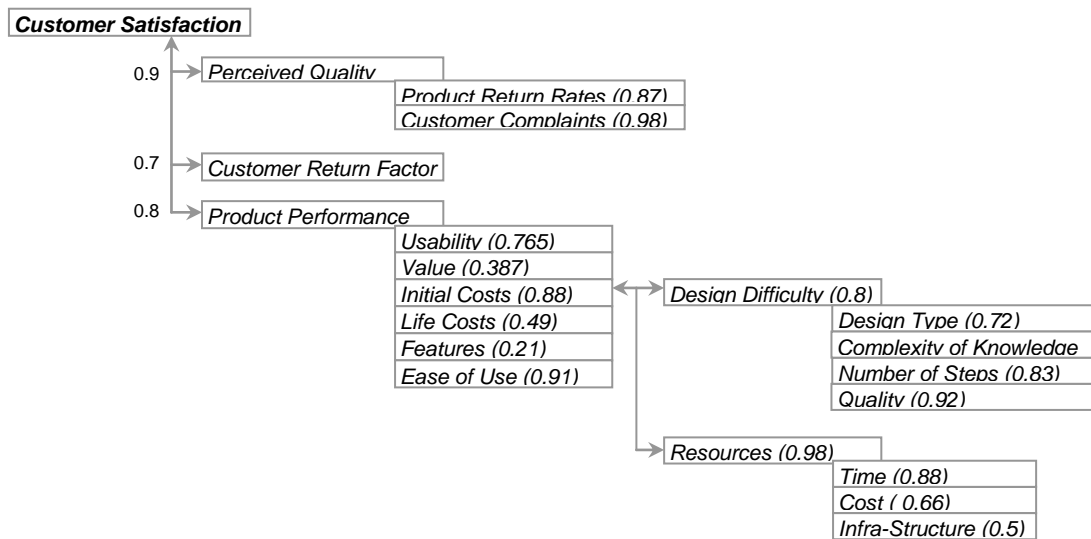 Customer Satisfaction
0.9
Perceived Quality
Product Return Rates (0.87)
Customer Complaints (0.98)
0.7
Customer Return Factor
0.8
Product Performance
Usability (0.765)
Value (0.387)
Initial Costs (0.88)
Design Difficulty (0.8)
Life Costs (0.49)
Design Type (0.72)
Features (0.21)
Complexity of Knowledge
Ease of Use (0.91)
Number of Steps (0.83)
Quality (0.92)
Resources (0.98)
Time (0.88)
Cost ( 0.66)
Infra-Structure (0.5)